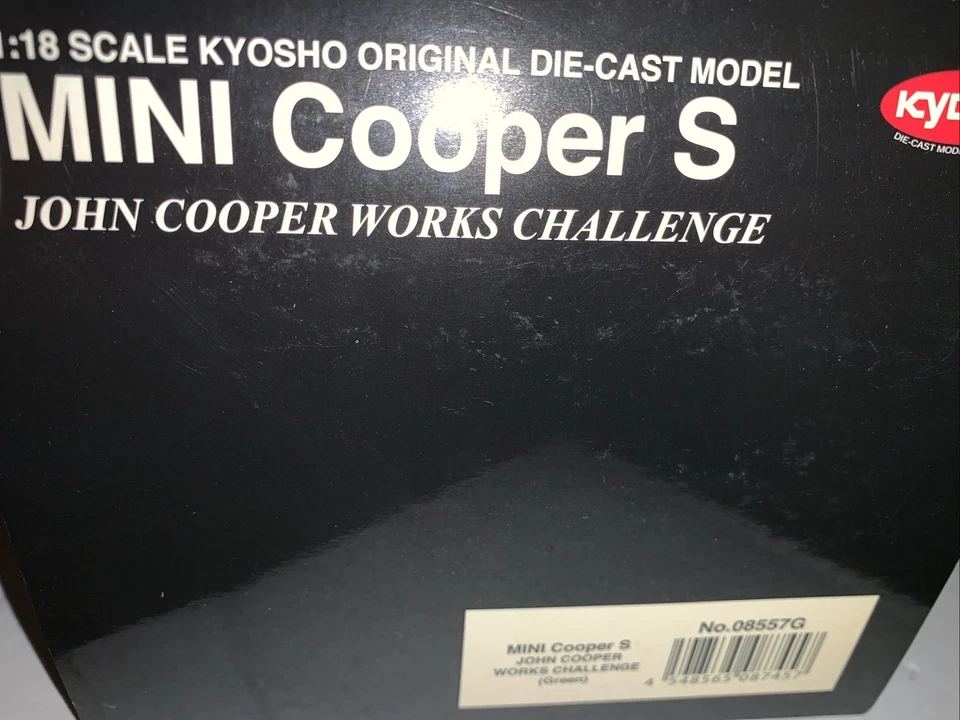 1:18 SCALE KYOSHO ORIGINAL DIE-CAST MODEL
MINI Cooper S
JOHN COOPER WORKS CHALLENGE
KYO
DIE-CAST MOD
No.08557G
MINI Cooper S
JOHN COOPER
WORKS CHALLENGE
(Green)
4 548565 087457